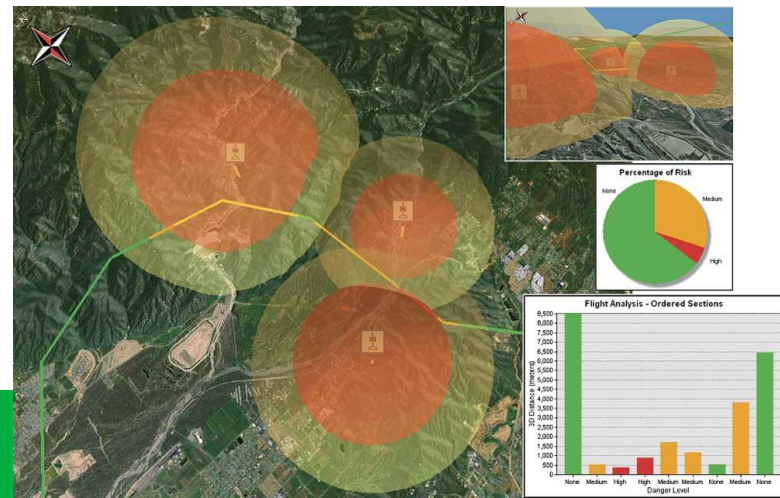 Percentage of Risk
None
Medium
High
Flight Analysis - Ordered Sections
3D Distance (meters)
8,500
8,000
7,500
7,000
6,500
6,000
5,500
5,000
4,500
4,000
3,500
3,000
2,500
2,000
1,500
1,000
500
0
None Medium High High Medium Medium None Medium None
Danger Level